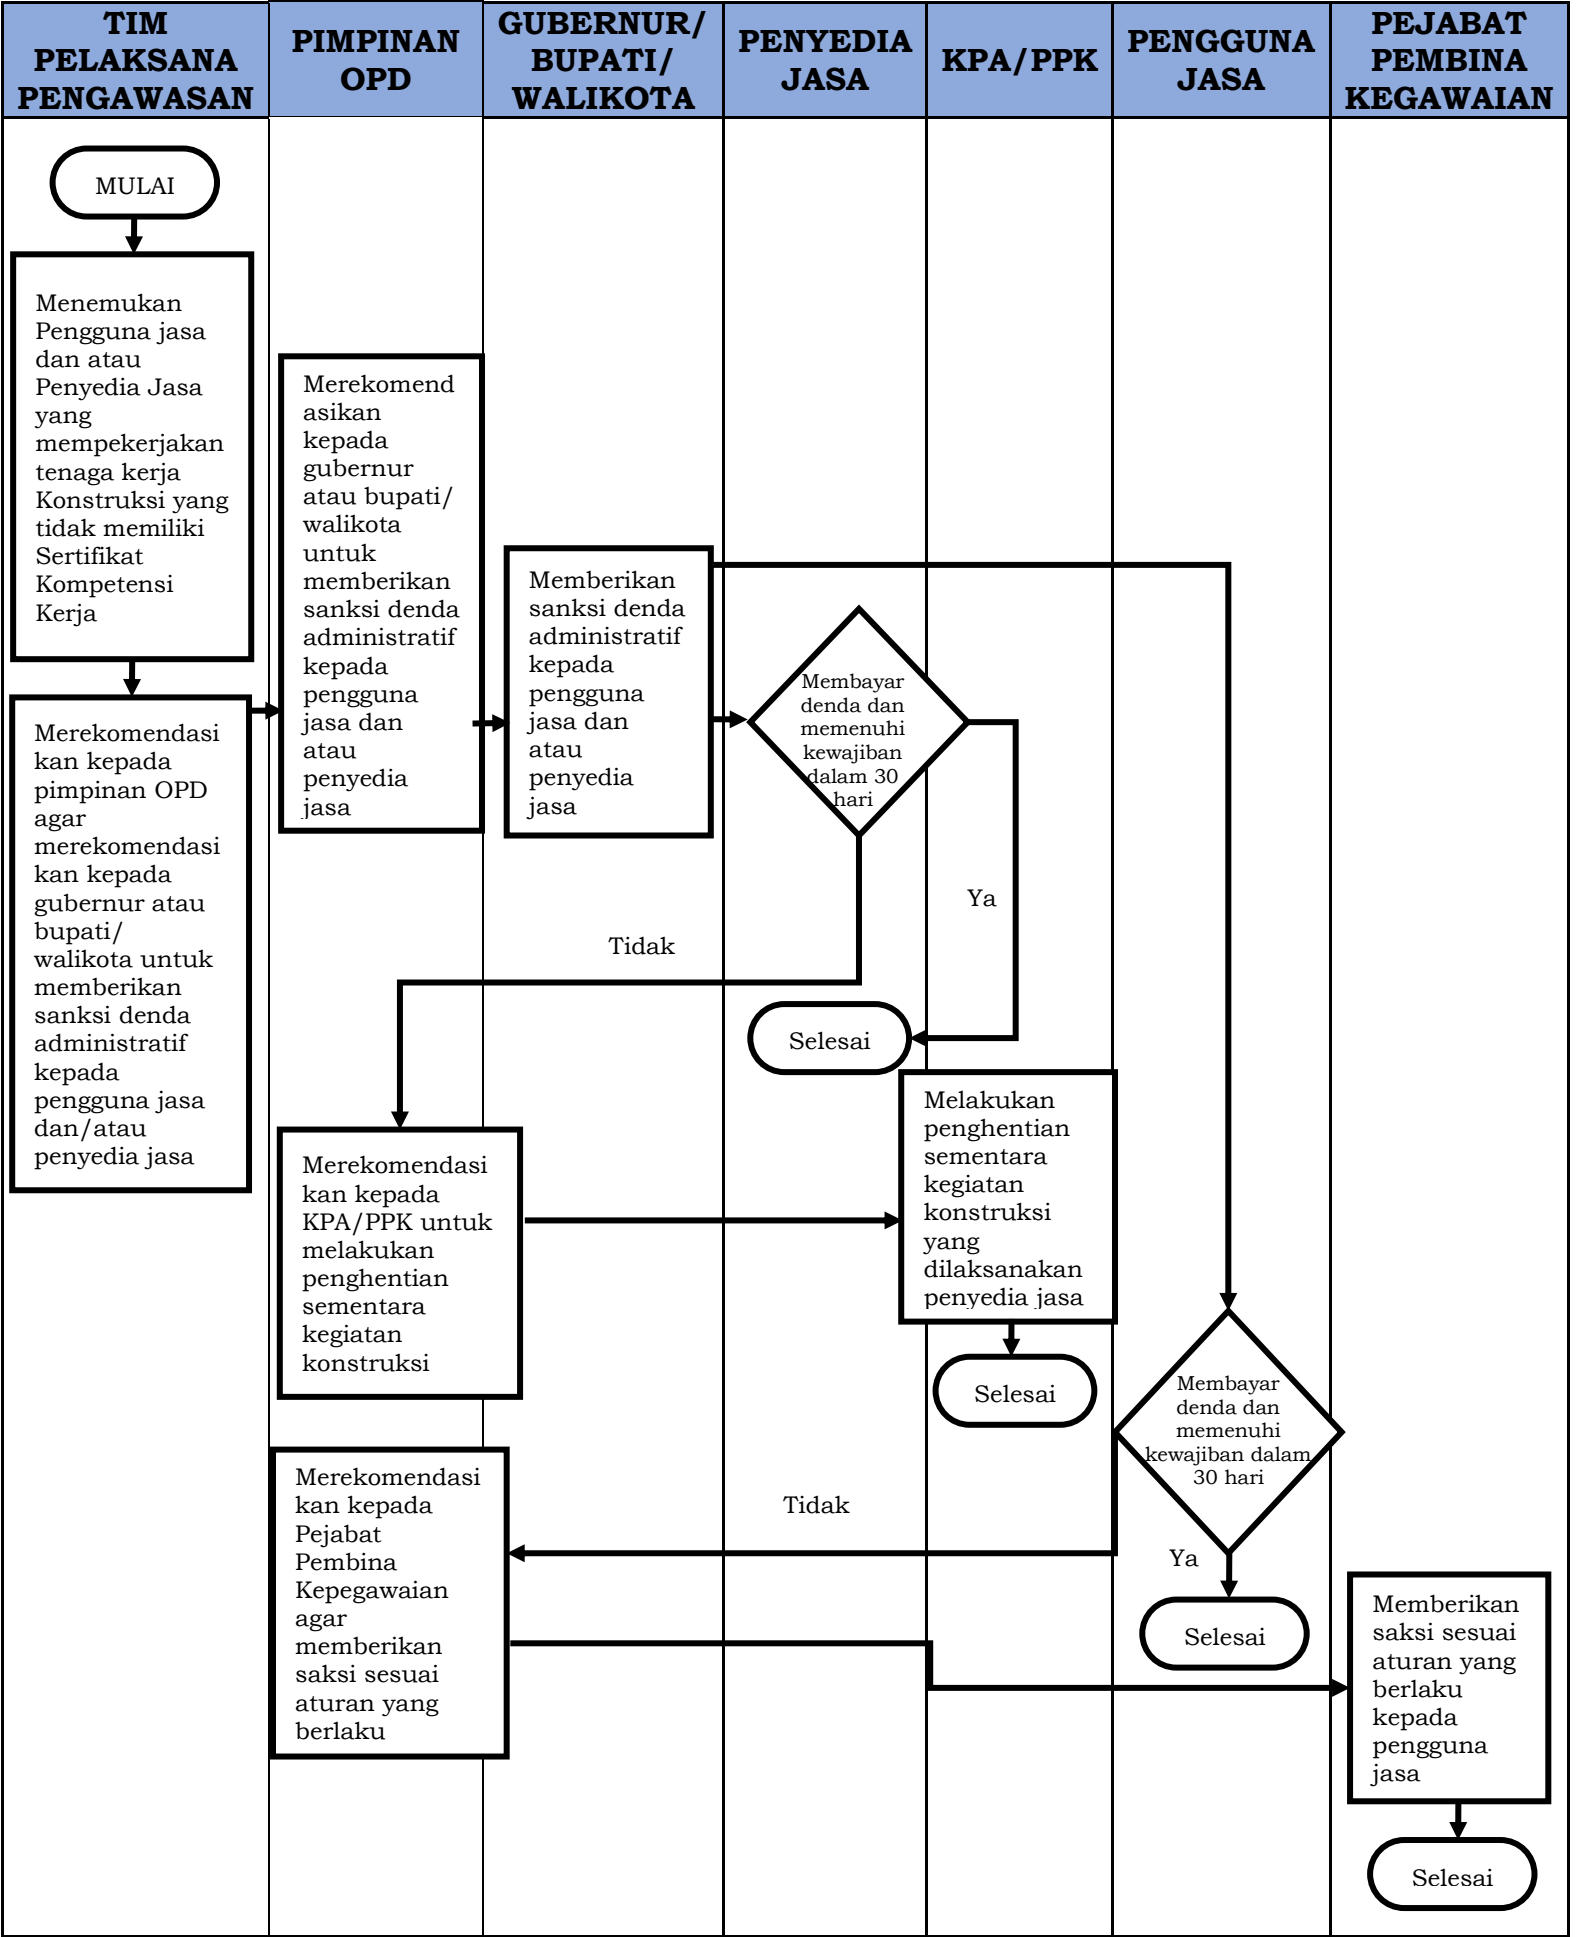 TIM
PELAKSANA
PENGAWASAN
PIMPINAN
OPD
GUBERNUR/
BUPATI/
WALIKOTA
PENYEDIA
JASA
KPA/PPK
PENGGUNA
JASA
PEJABAT
PEMBINA
KEGAWAIAN
MULAI
Menemukan
Pengguna jasa
dan atau
Penyedia Jasa
yang
mempekerjakan
tenaga kerja
Konstruksi yang
tidak memiliki
Sertifikat
Kompetensi
Kerja
Merekomendasi
kan kepada
pimpinan OPD
agar
merekomendasi
kan kepada
gubernur atau
bupati/
walikota untuk
memberikan
sanksi denda
administratif
kepada
pengguna jasa
dan/atau
penyedia jasa
Merekomend
asikan
kepada
gubernur
atau bupati/
walikota
untuk
memberikan
sanksi denda
administratif
kepada
pengguna
jasa dan
atau
penyedia
jasa
Memberikan
sanksi denda
administratif
kepada
pengguna
jasa dan
atau
penyedia
jasa
Membayar
denda dan
memenuhi
kewajiban
dalam 30
hari
Ya
Tidak
Selesai
Merekomendasi
kan kepada
KPA/PPK untuk
melakukan
penghentian
sementara
kegiatan
konstruksi
Melakukan
penghentian
sementara
kegiatan
konstruksi
yang
dilaksanakan
penyedia jasa
Selesai
Membayar
denda dan
memenuhi
kewajiban dalam
30 hari
Tidak
Ya
Selesai
Merekomendasi
kan kepada
Pejabat
Pembina
Kepegawaian
agar
memberikan
saksi sesuai
aturan yang
berlaku
Memberikan
saksi sesuai
aturan yang
berlaku
kepada
pengguna
jasa
Selesai